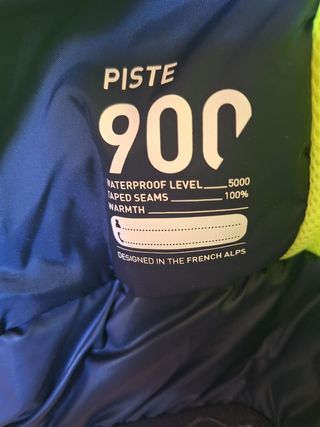 PISTE
900
WATERPROOF LEVEL 5000
TAPED SEAMS 100%
WARMTH
DESIGNED IN THE FRENCH ALPS